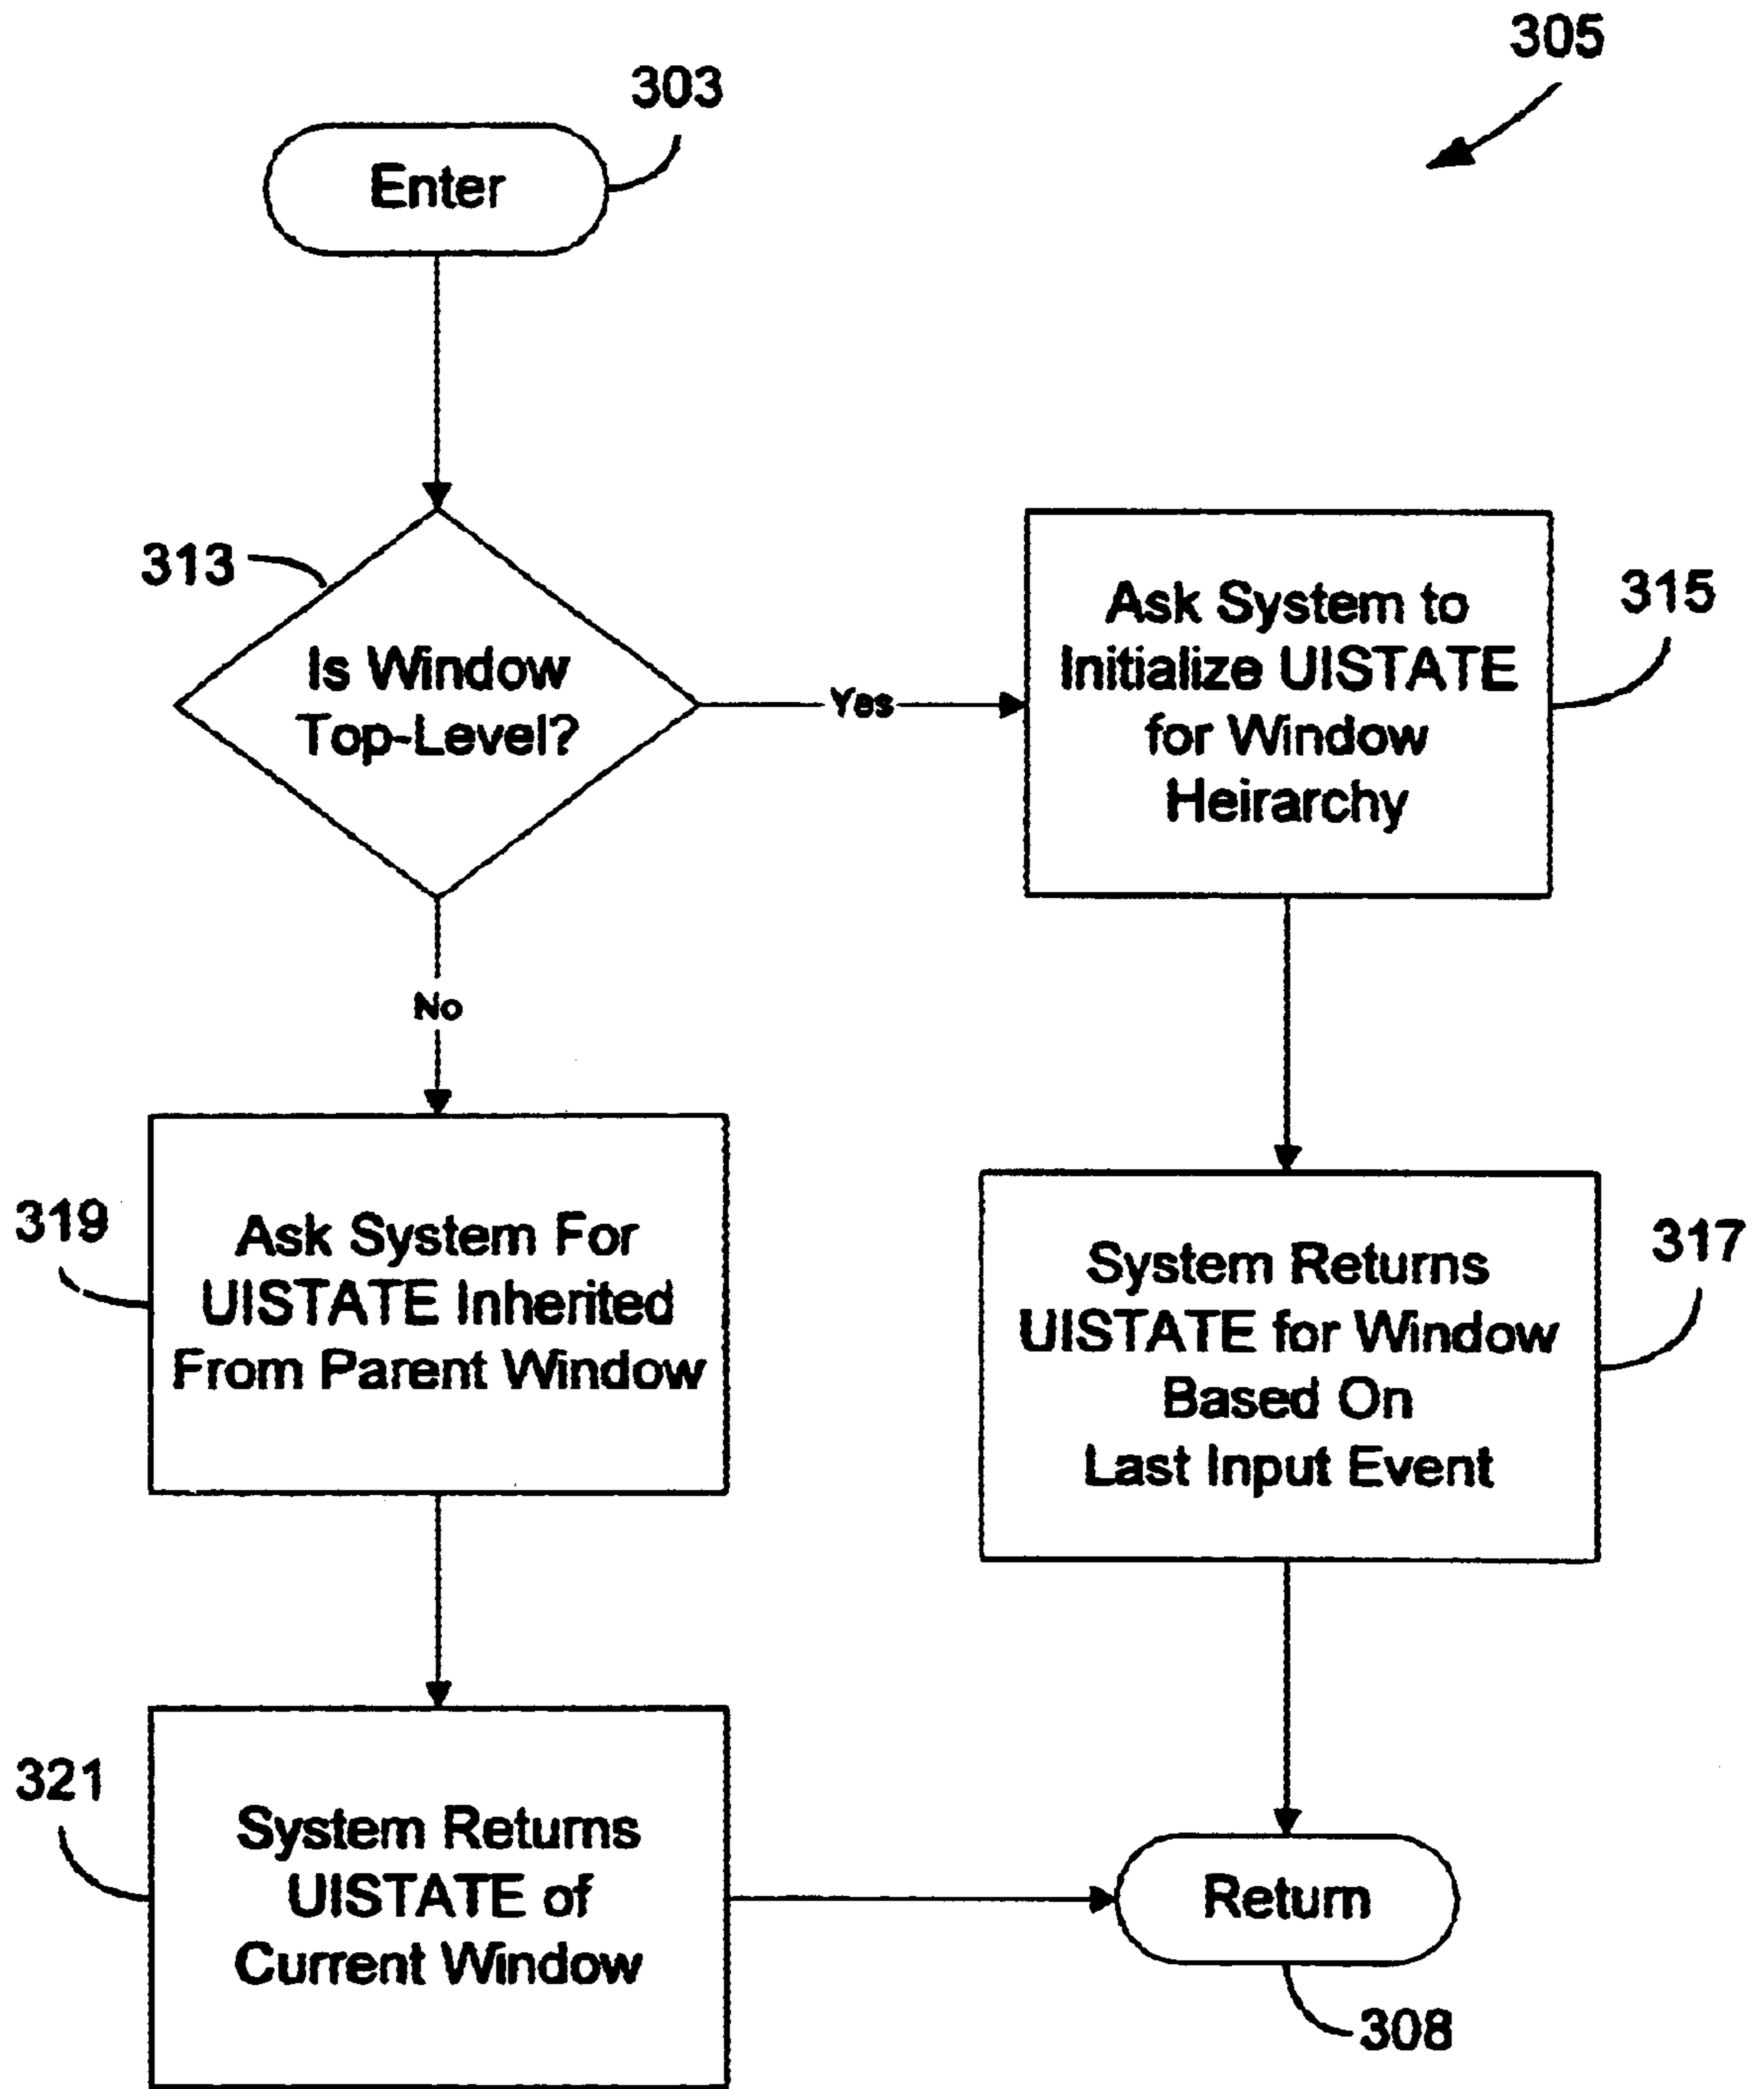 305
303
Enter
313
Is Window
Top-Level?
Yes
Ask System to
Initialize UISTATE
for Window
Heirarchy
315
No
319
Ask System For
UISTATE Inherited
From Parent Window
System Returns
UISTATE for Window
Based On
Last Input Event
317
321
System Returns
UISTATE of
Current Window
Return
308